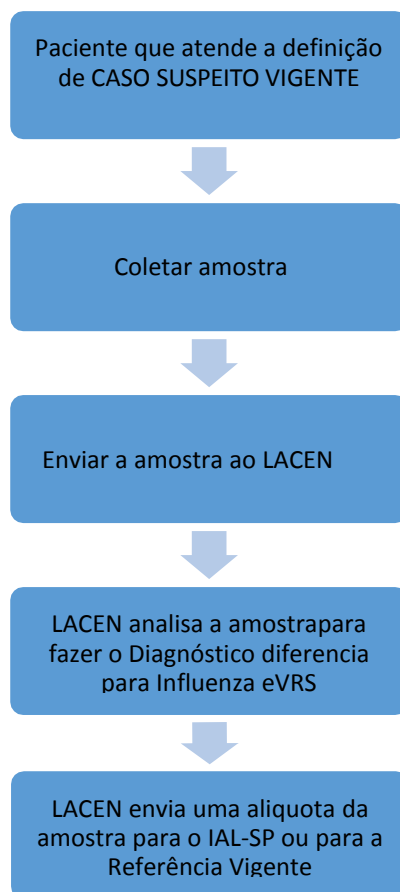 Paciente que atende a definição
de CASO SUSPEITO VIGENTE
Coletar amostra
Enviar a amostra ao LACEN
LACEN analisa a amostrapara
fazer o Diagnóstico diferencia
para Influenza eVRS
LACEN envia uma aliquota da
amostra para o IAL-SP ou para a
Referência Vigente